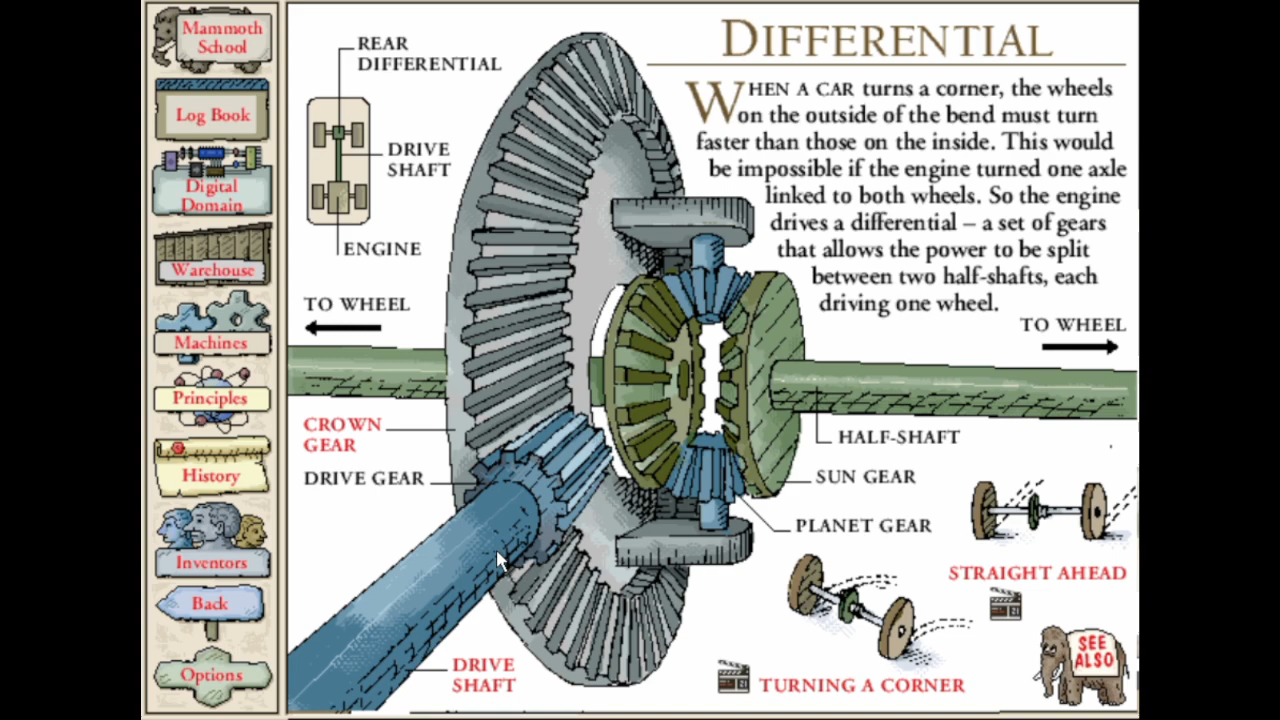 Mammoth
School
Log Book
Digital
Domain
Warehouse
Machines
Principles
History
Inventors
Back
Options
REAR
DIFFERENTIAL
DRIVE
SHAFT
ENGINE
TO WHEEL
CROWN
GEAR
DRIVE GEAR
DRIVE
SHAFT
DIFFERENTIAL
WHEN A CAR turns a corner, the wheels
on the outside of the bend must turn
faster than those on the inside. This would
be impossible if the engine turned one axle
linked to both wheels. So the engine
drives a differential – a set of gears
that allows the power to be split
between two half-shafts, each
driving one wheel.
TO WHEEL
HALF-SHAFT
SUN GEAR
PLANET GEAR
STRAIGHT AHEAD
21
TURNING A CORNER
21
SEE
ALSO